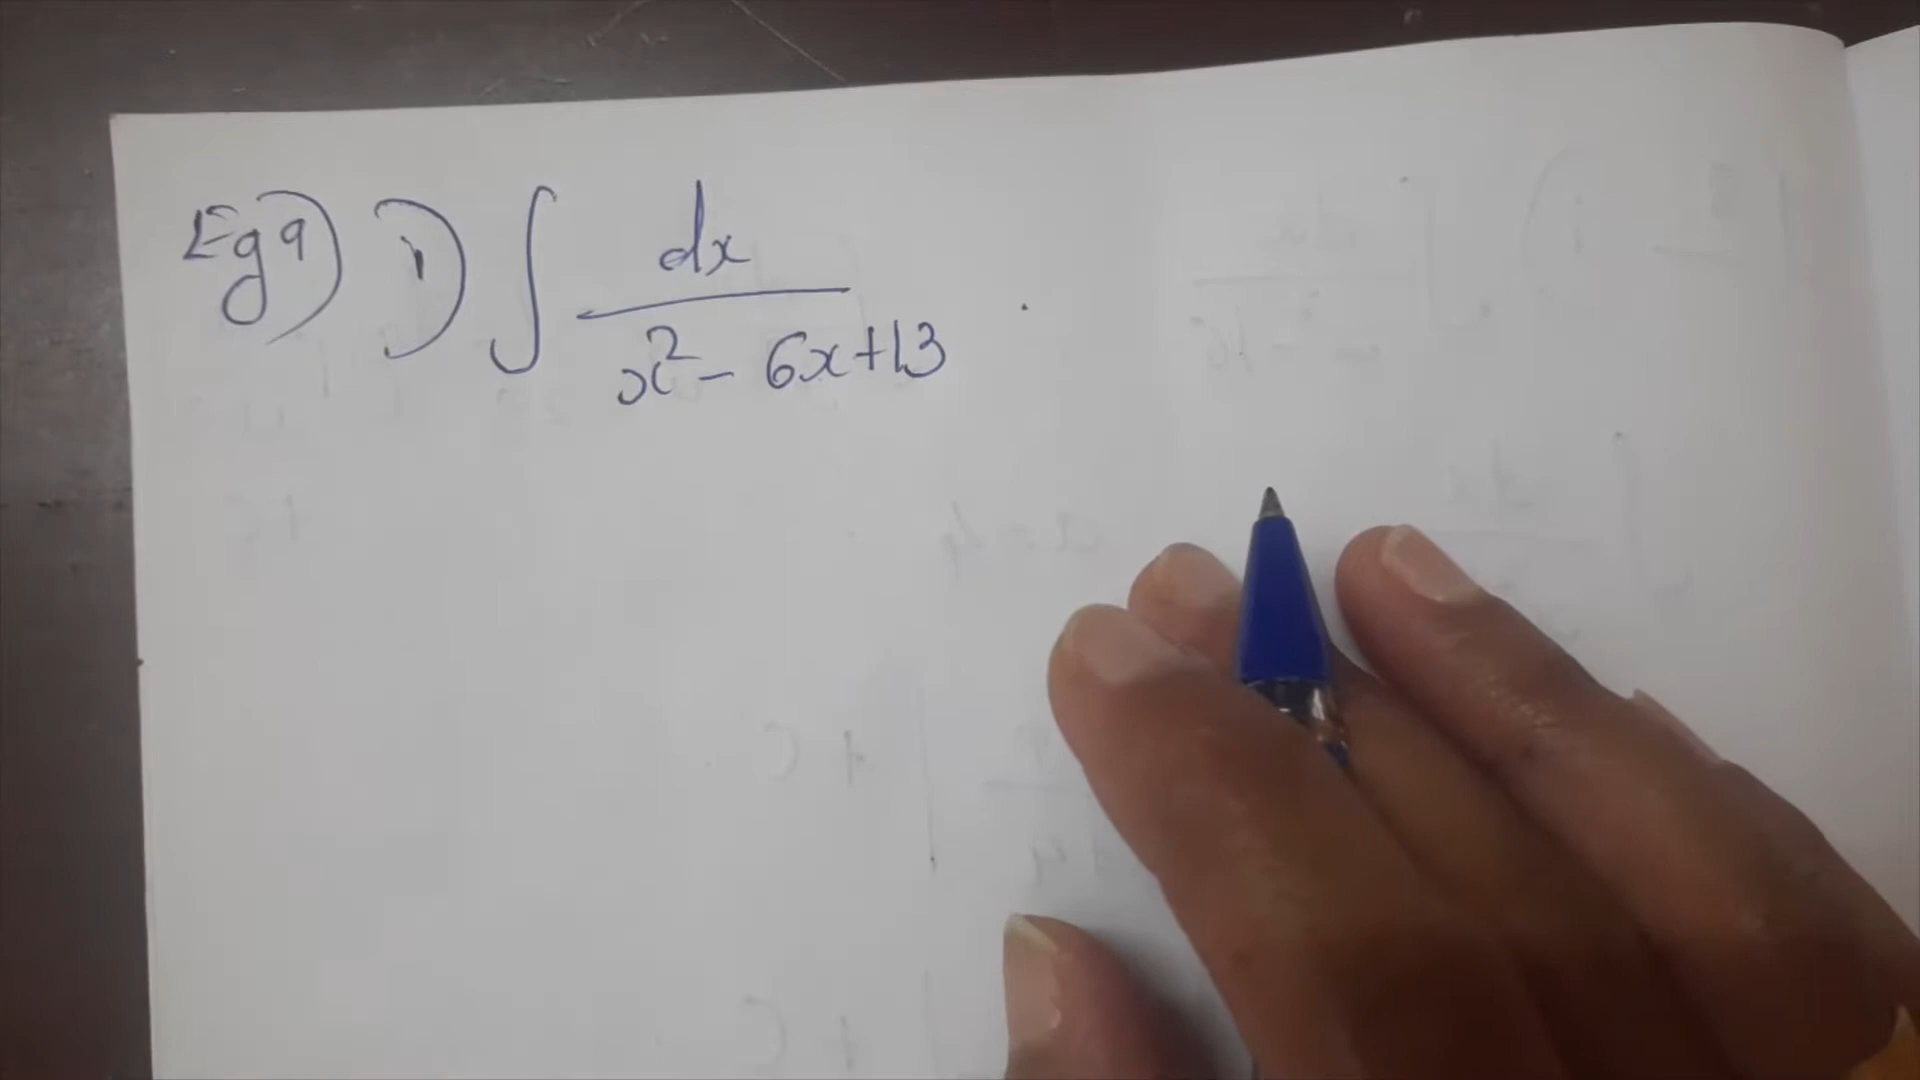 Eg 9) i) ∫ dx
x² - 6x + 13